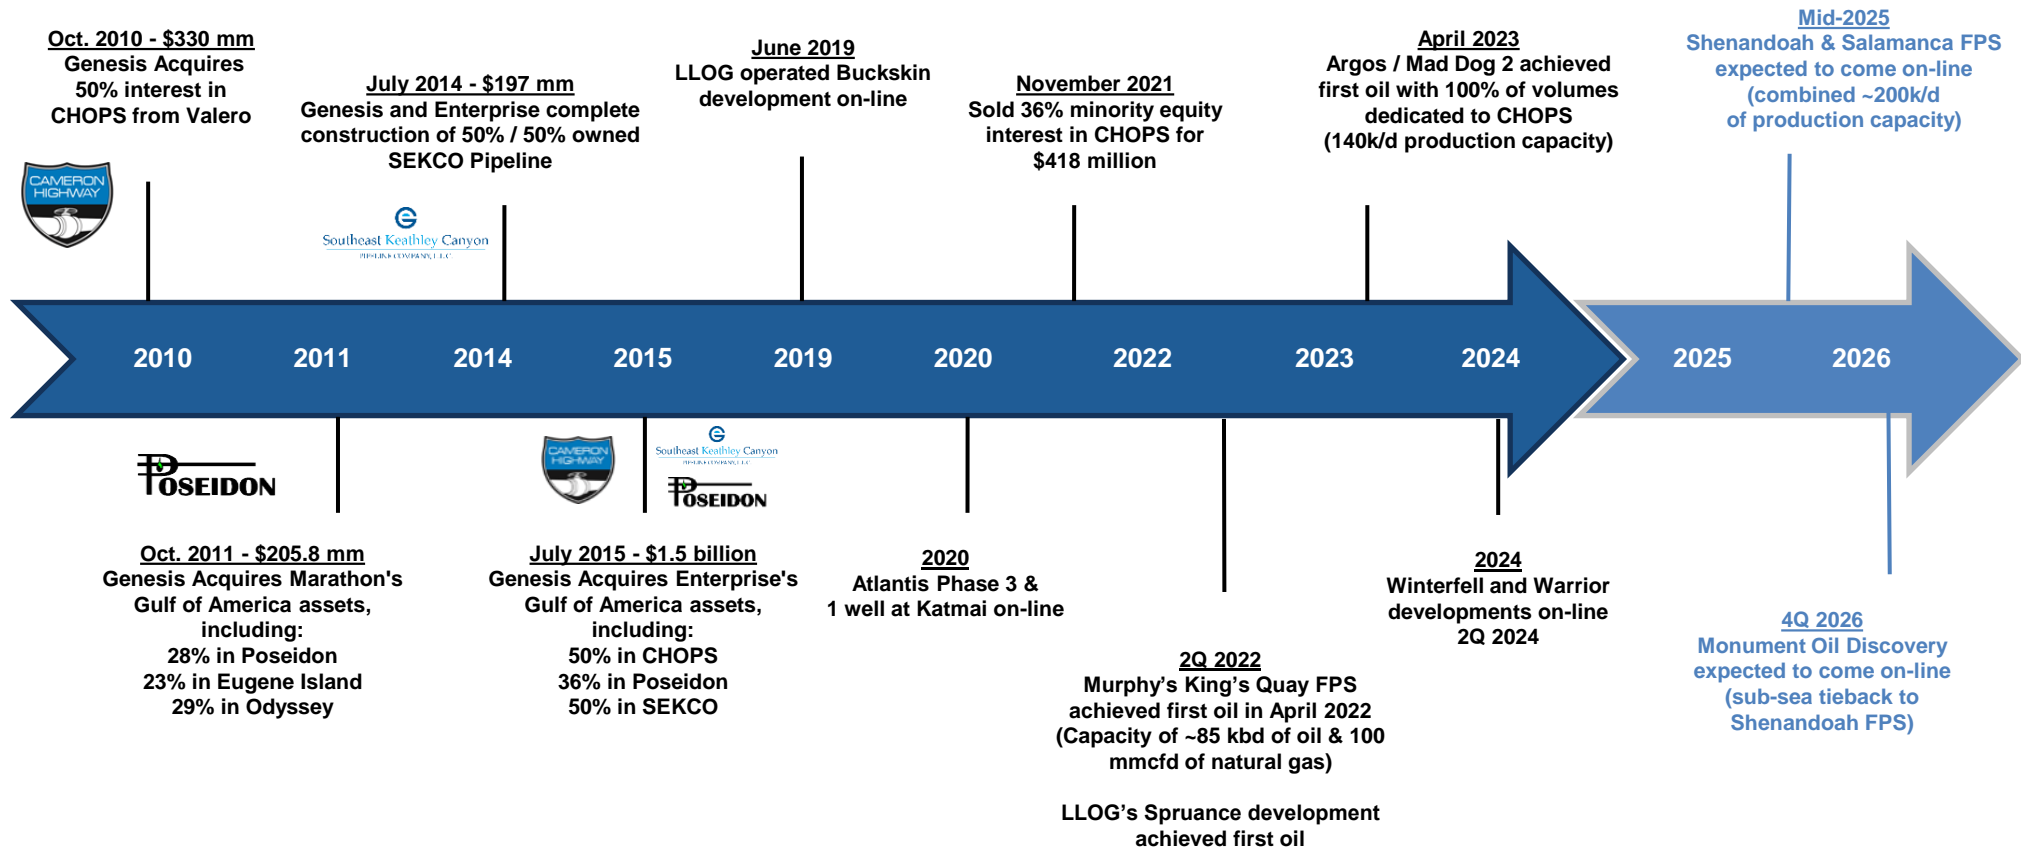 Oct. 2010 - $330 mm
Genesis Acquires
50% interest in
CHOPS from Valero
CAMERON
HIGHWAY
July 2014 - $197 mm
Genesis and Enterprise complete
construction of 50% / 50% owned
SEKCO Pipeline
Southeast Keathley Canyon
PIPELINE COMPANY, L.L.C.
June 2019
LLOG operated Buckskin
development on-line
November 2021
Sold 36% minority equity
interest in CHOPS for
$418 million
April 2023
Argos / Mad Dog 2 achieved
first oil with 100% of volumes
dedicated to CHOPS
(140k/d production capacity)
Mid-2025
Shenandoah & Salamanca FPS
expected to come on-line
(combined ~200k/d
of production capacity)
2010 2011 2014 2015 2019 2020 2022 2023 2024 2025 2026
POSEIDON
Oct. 2011 - $205.8 mm
Genesis Acquires Marathon's
Gulf of America assets,
including:
28% in Poseidon
23% in Eugene Island
29% in Odyssey
CAMERON
HIGHWAY
Southeast Keathley Canyon
PIPELINE COMPANY, L.L.C.
POSEIDON
July 2015 - $1.5 billion
Genesis Acquires Enterprise's
Gulf of America assets,
including:
50% in CHOPS
36% in Poseidon
50% in SEKCO
2020
Atlantis Phase 3 &
1 well at Katmai on-line
2Q 2022
Murphy’s King’s Quay FPS
achieved first oil in April 2022
(Capacity of ~85 kbd of oil & 100
mmcfd of natural gas)
LLOG’s Spruance development
achieved first oil
2024
Winterfell and Warrior
developments on-line
2Q 2024
4Q 2026
Monument Oil Discovery
expected to come on-line
(sub-sea tieback to
Shenandoah FPS)